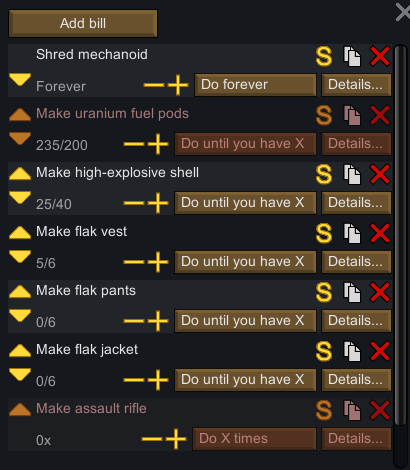 Add bill
Shred mechanoid S
Forever Do forever Details...
Make uranium fuel pods S
235/200 Do until you have X Details...
Make high-explosive shell S
25/40 Do until you have X Details...
Make flak vest S
5/6 Do until you have X Details...
Make flak pants S
0/6 Do until you have X Details...
Make flak jacket S
0/6 Do until you have X Details...
Make assault rifle S
0x Do X times Details...